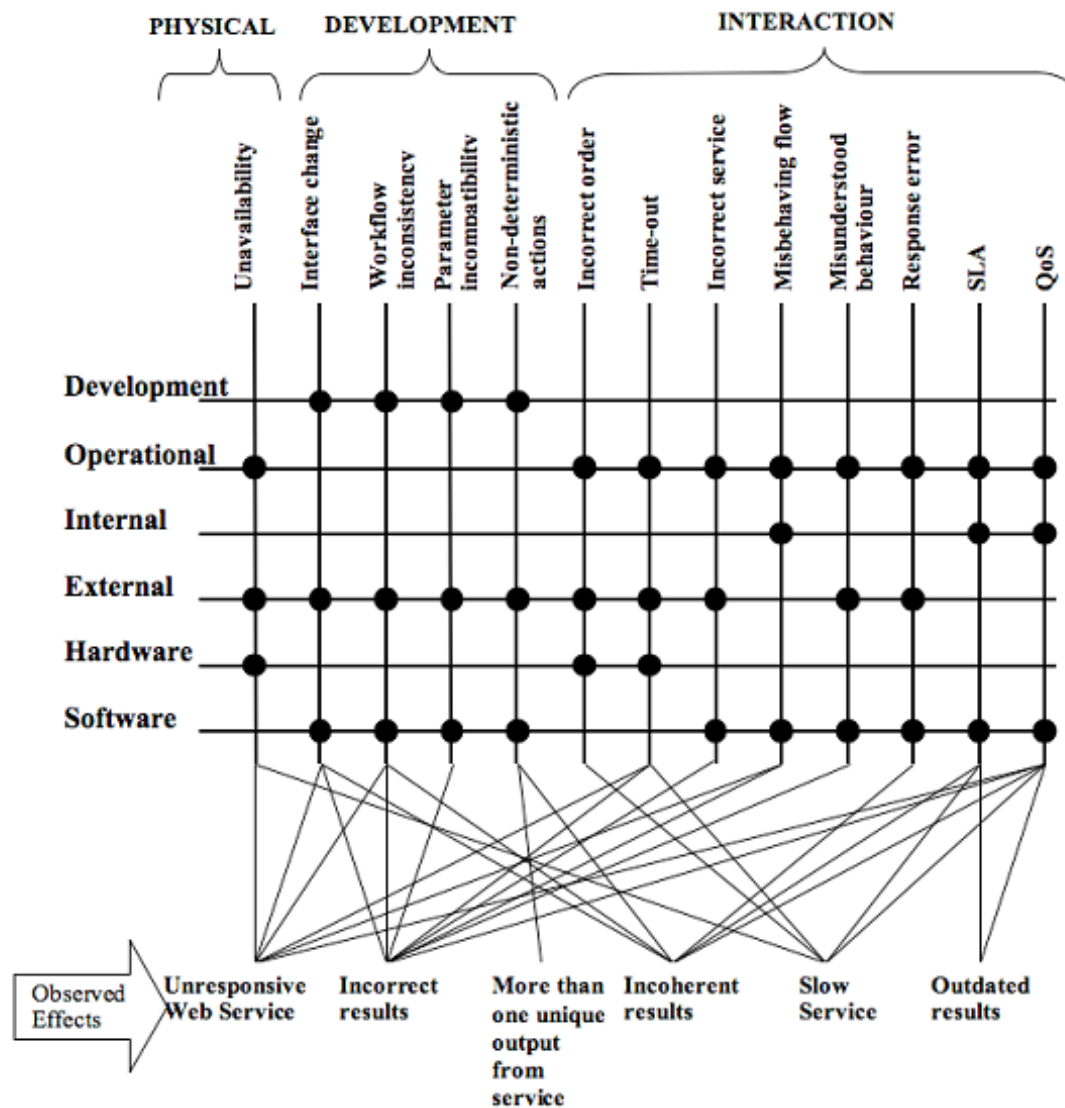 PHYSICAL
DEVELOPMENT
INTERACTION
Unavailability
Interface change
Workflow
inconsistency
Parameter
incompatibility
Non-deterministic
actions
Incorrect order
Time-out
Incorrect service
Misbehaving flow
Misunderstood
behaviour
Response error
SLA
QoS
Development
Operational
Internal
External
Hardware
Software
Observed
Effects
Unresponsive
Web Service
Incorrect
results
More than
one unique
output
from
service
Incoherent
results
Slow
Service
Outdated
results